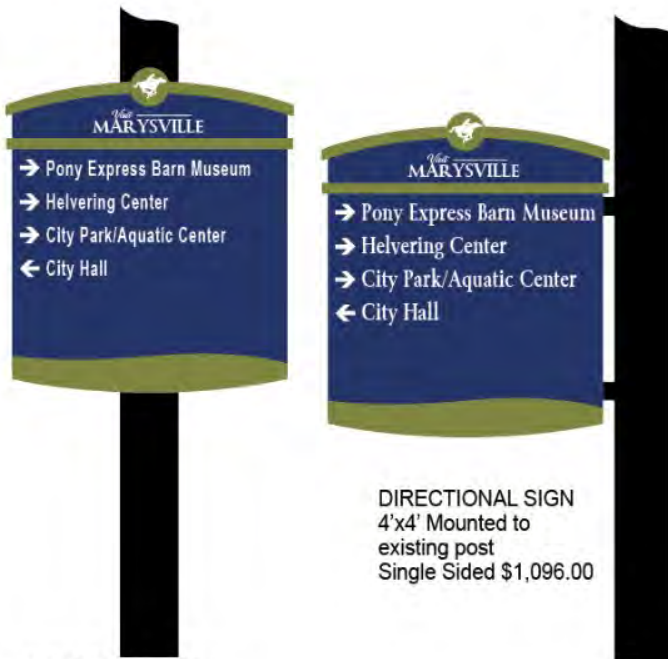 Visit
MARYSVILLE
→ Pony Express Barn Museum
→ Helvering Center
→ City Park/Aquatic Center
← City Hall
Visit
MARYSVILLE
→ Pony Express Barn Museum
→ Helvering Center
→ City Park/Aquatic Center
← City Hall
DIRECTIONAL SIGN
4'x4' Mounted to
existing post
Single Sided $1,096.00